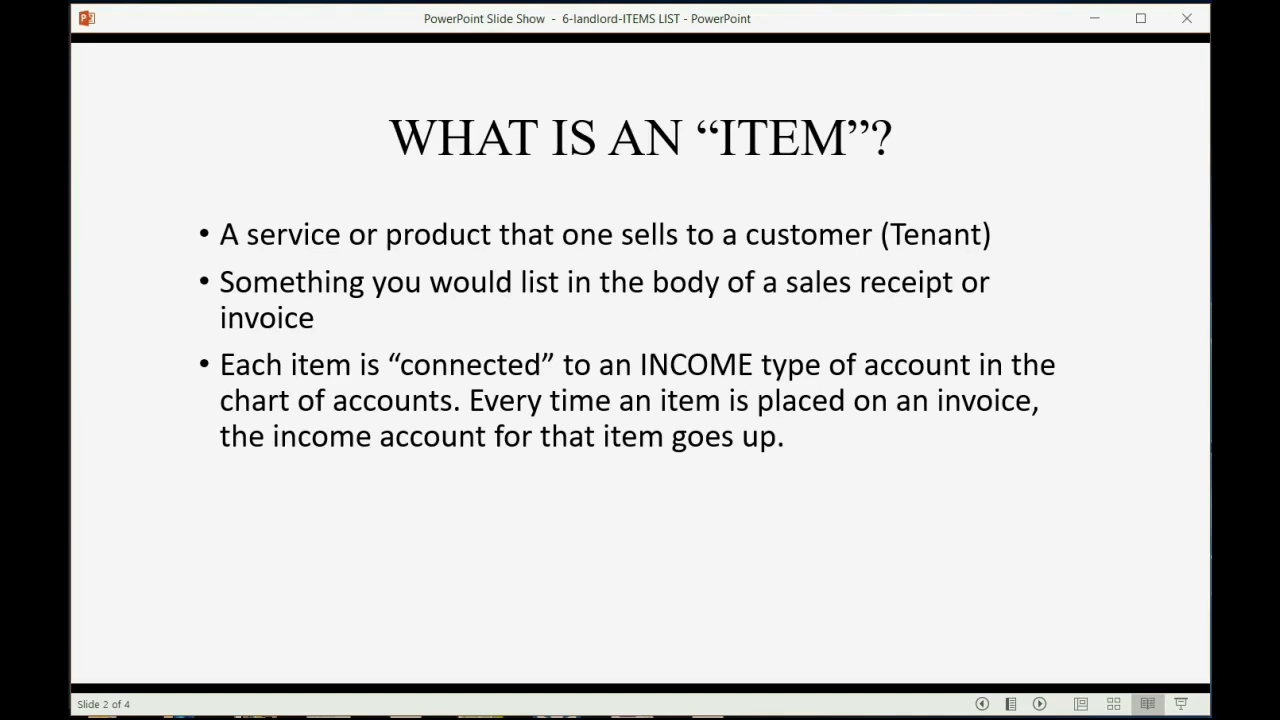 PowerPoint Slide Show - 6-landlord-ITEMS LIST - PowerPoint
WHAT IS AN “ITEM”?
• A service or product that one sells to a customer (Tenant)
• Something you would list in the body of a sales receipt or
invoice
• Each item is “connected” to an INCOME type of account in the
chart of accounts. Every time an item is placed on an invoice,
the income account for that item goes up.
Slide 2 of 4